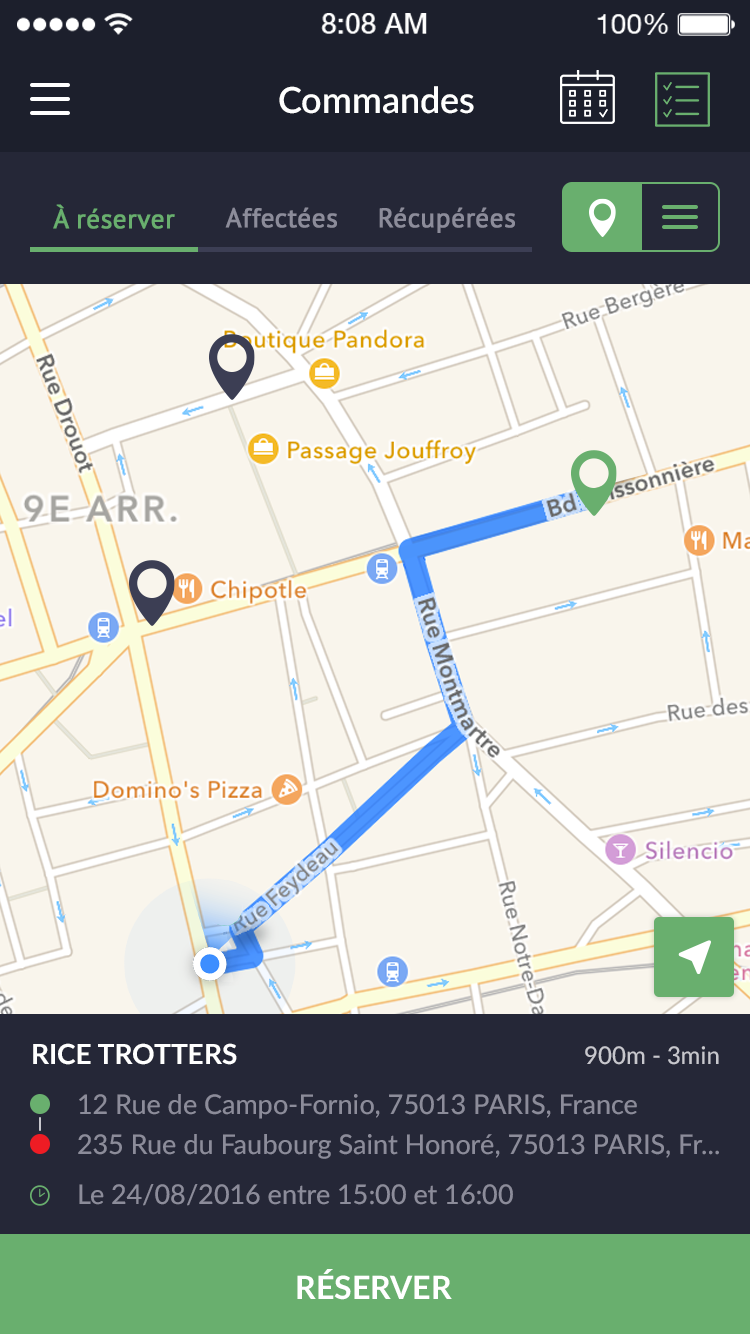 8:08 AM 100%
Commandes
À réserver Affectées Récupérées
Rue Bergère
Boutique Pandora
Rue Drouot
Passage Jouffroy
Bd
issonnière
9E ARR.
Ma
Chipotle
el
Rue Montmartre
Rue des
Domino's Pizza
Silencio
Rue Feydeau
Rue Notre-Da
RICE TROTTERS 900m - 3min
12 Rue de Campo-Fornio, 75013 PARIS, France
235 Rue du Faubourg Saint Honoré, 75013 PARIS, Fr...
Le 24/08/2016 entre 15:00 et 16:00
RÉSERVER